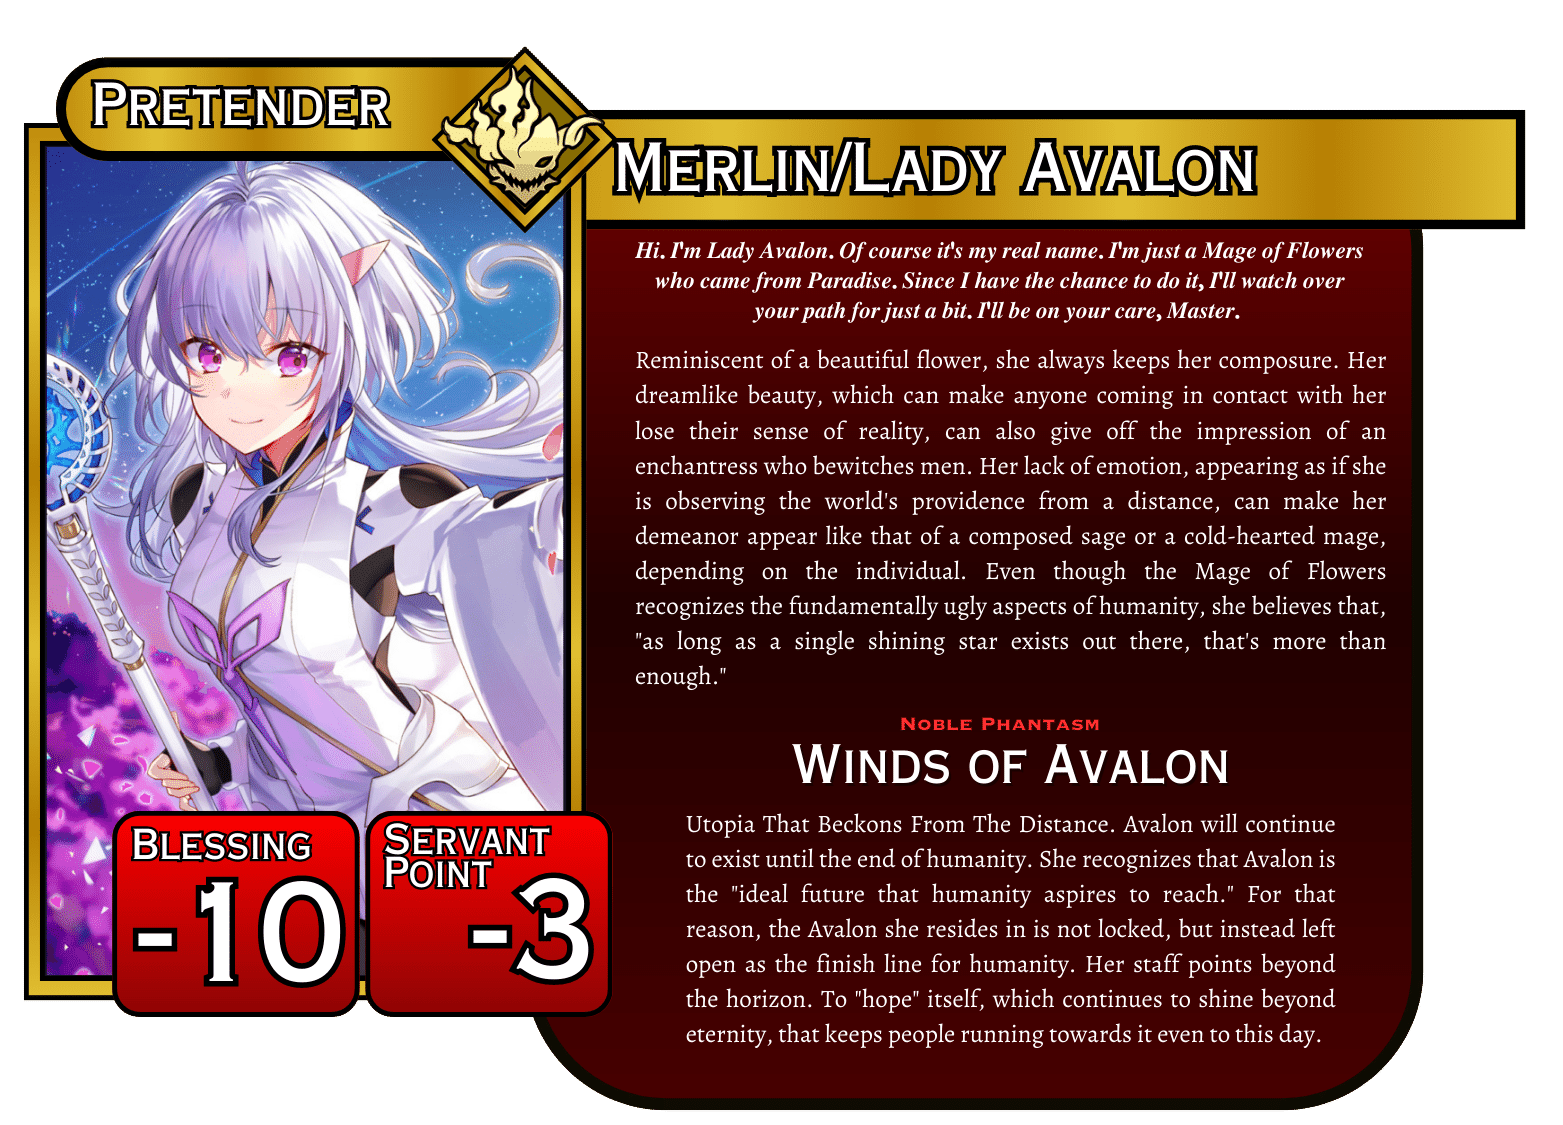 PRETENDER
MERLIN/LADY AVALON
Hi. I'm Lady Avalon. Of course it's my real name. I'm just a Mage of Flowers
who came from Paradise. Since I have the chance to do it, I'll watch over
your path for just a bit. I'll be on your care, Master.
Reminiscent of a beautiful flower, she always keeps her composure. Her
dreamlike beauty, which can make anyone coming in contact with her
lose their sense of reality, can also give off the impression of an
enchantress who bewitches men. Her lack of emotion, appearing as if she
is observing the world's providence from a distance, can make her
demeanor appear like that of a composed sage or a cold-hearted mage,
depending on the individual. Even though the Mage of Flowers
recognizes the fundamentally ugly aspects of humanity, she believes that,
"as long as a single shining star exists out there, that's more than
enough."
NOBLE PHANTASM
WINDS OF AVALON
Utopia That Beckons From The Distance. Avalon will continue
to exist until the end of humanity. She recognizes that Avalon is
the "ideal future that humanity aspires to reach." For that
reason, the Avalon she resides in is not locked, but instead left
open as the finish line for humanity. Her staff points beyond
the horizon. To "hope" itself, which continues to shine beyond
eternity, that keeps people running towards it even to this day.
BLESSING
-10
SERVANT
POINT
-3